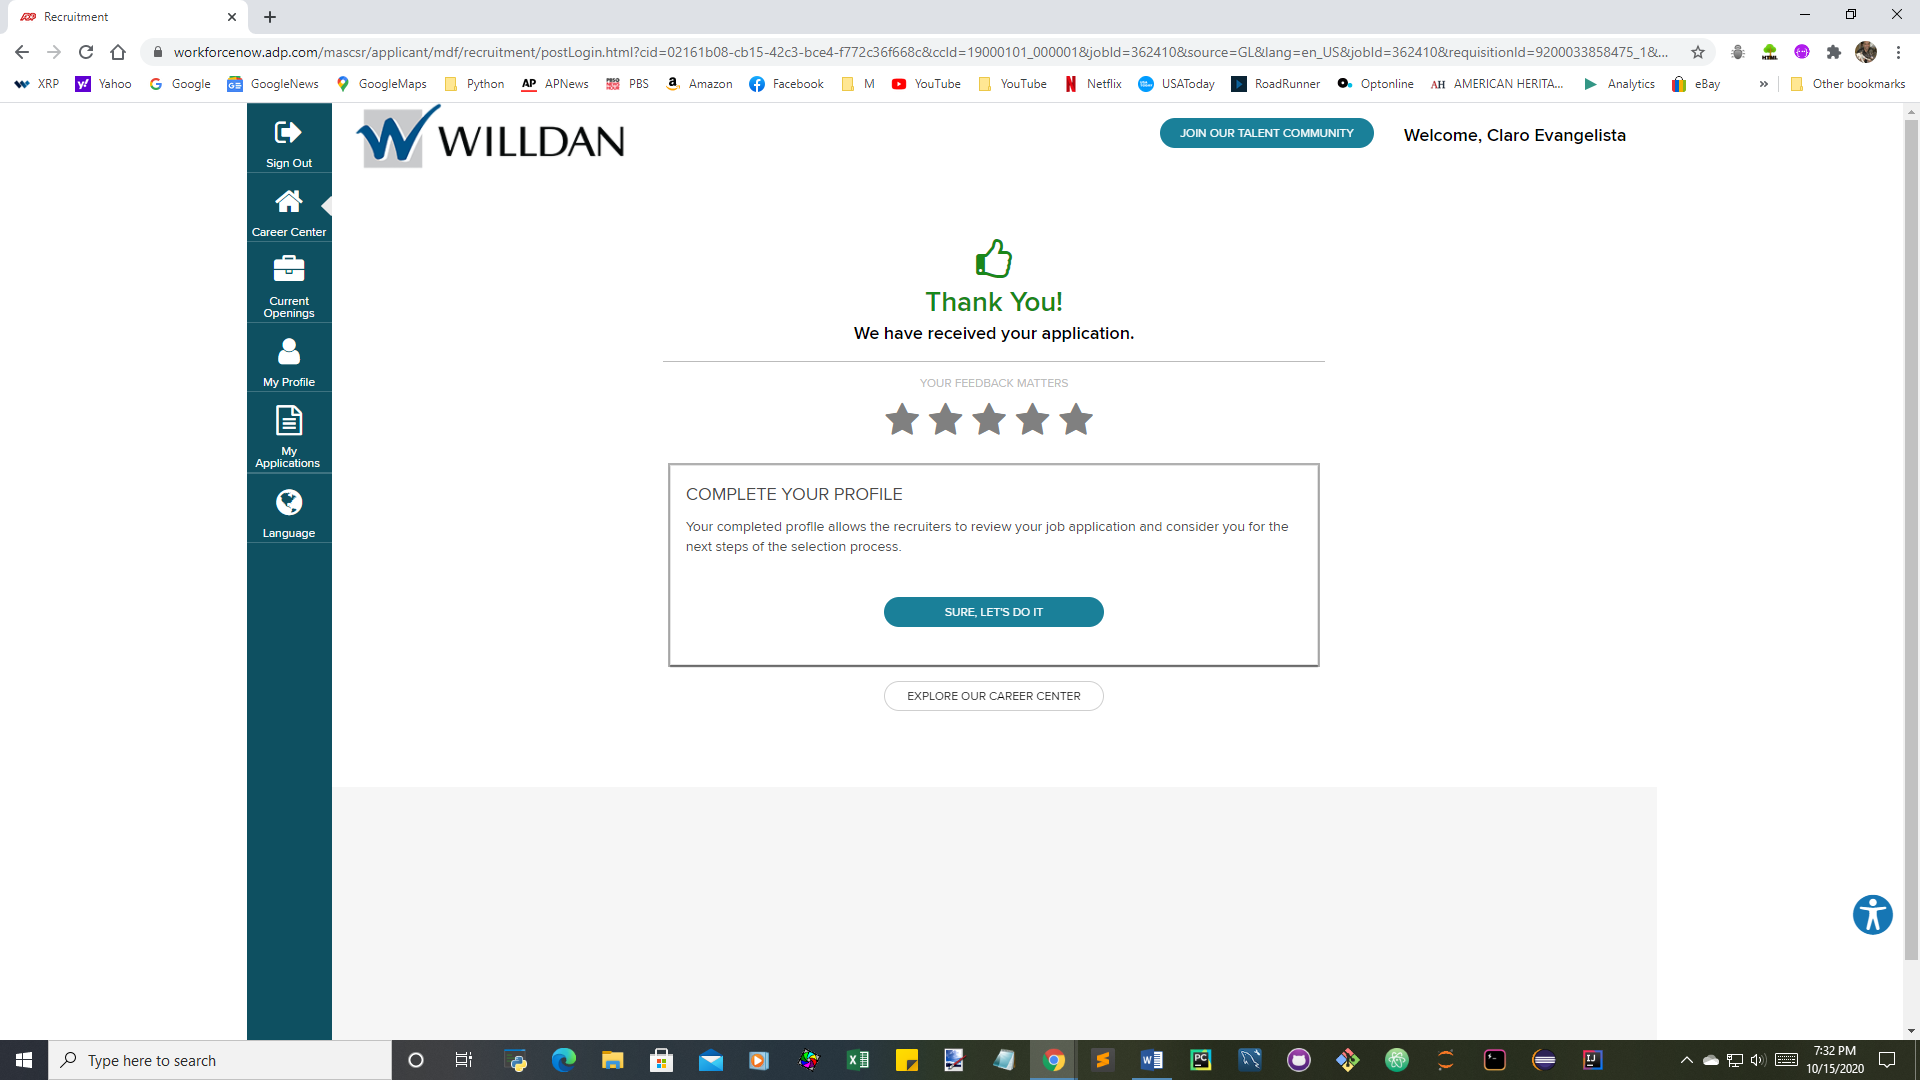 Recruitment
workforcenow.adp.com/mascsr/applicant/mdf/recruitment/postLogin.html?cid=02161b08-cb15-42c3-bce4-f772c36f668c&ccId=19000101_000001&jobId=362410&source=GL&lang=en_US&jobId=362410&requisitionId=9200033858475_1&...
XRP Yahoo Google GoogleNews GoogleMaps Python APNews PBS Amazon Facebook M YouTube YouTube Netflix USAToday RoadRunner Optonline AMERICAN HERITA... Analytics eBay » Other bookmarks
Sign Out
Career Center
Current
Openings
My Profile
My
Applications
Language
WILLDAN
JOIN OUR TALENT COMMUNITY
Welcome, Claro Evangelista
Thank You!
We have received your application.
YOUR FEEDBACK MATTERS
COMPLETE YOUR PROFILE
Your completed profile allows the recruiters to review your job application and consider you for the
next steps of the selection process.
SURE, LET'S DO IT
EXPLORE OUR CAREER CENTER
Type here to search
7:32 PM
10/15/2020